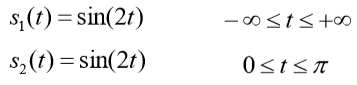 s₁(t) = sin(2t) − ∞ ≤ t ≤ +∞
s₂(t) = sin(2t) 0 ≤ t ≤ π